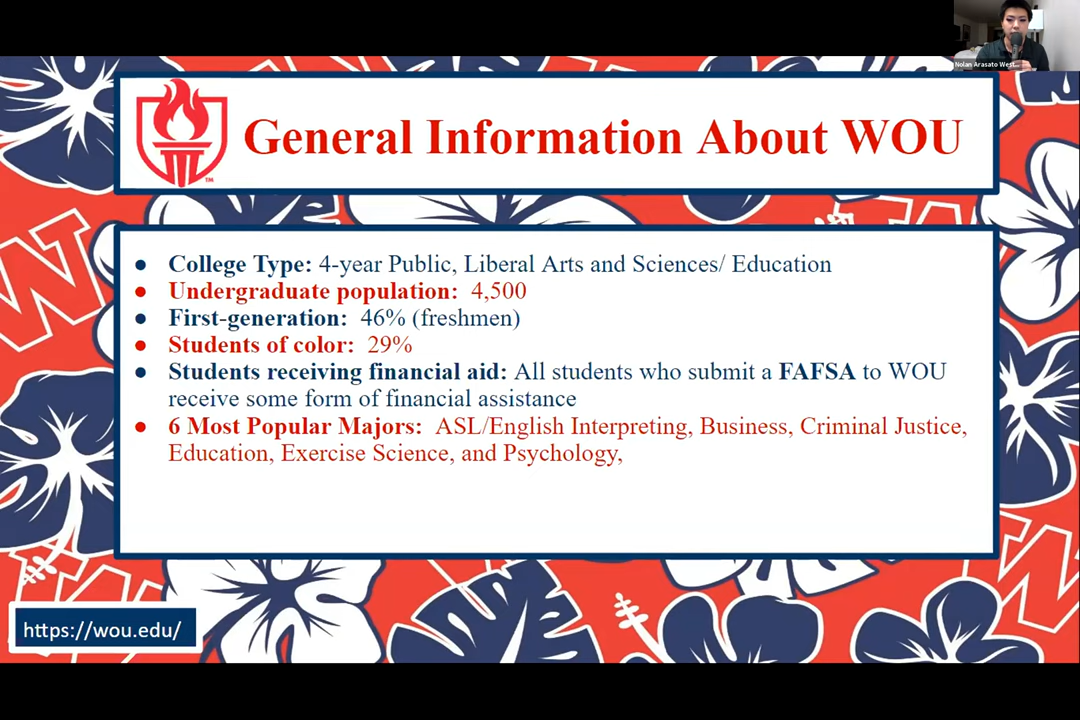 Nolan Arasato West...
General Information About WOU
TM
● College Type: 4-year Public, Liberal Arts and Sciences/ Education
● Undergraduate population: 4,500
● First-generation: 46% (freshmen)
● Students of color: 29%
● Students receiving financial aid: All students who submit a FAFSA to WOU
receive some form of financial assistance
● 6 Most Popular Majors: ASL/English Interpreting, Business, Criminal Justice,
Education, Exercise Science, and Psychology,
W
W
W
https://wou.edu/